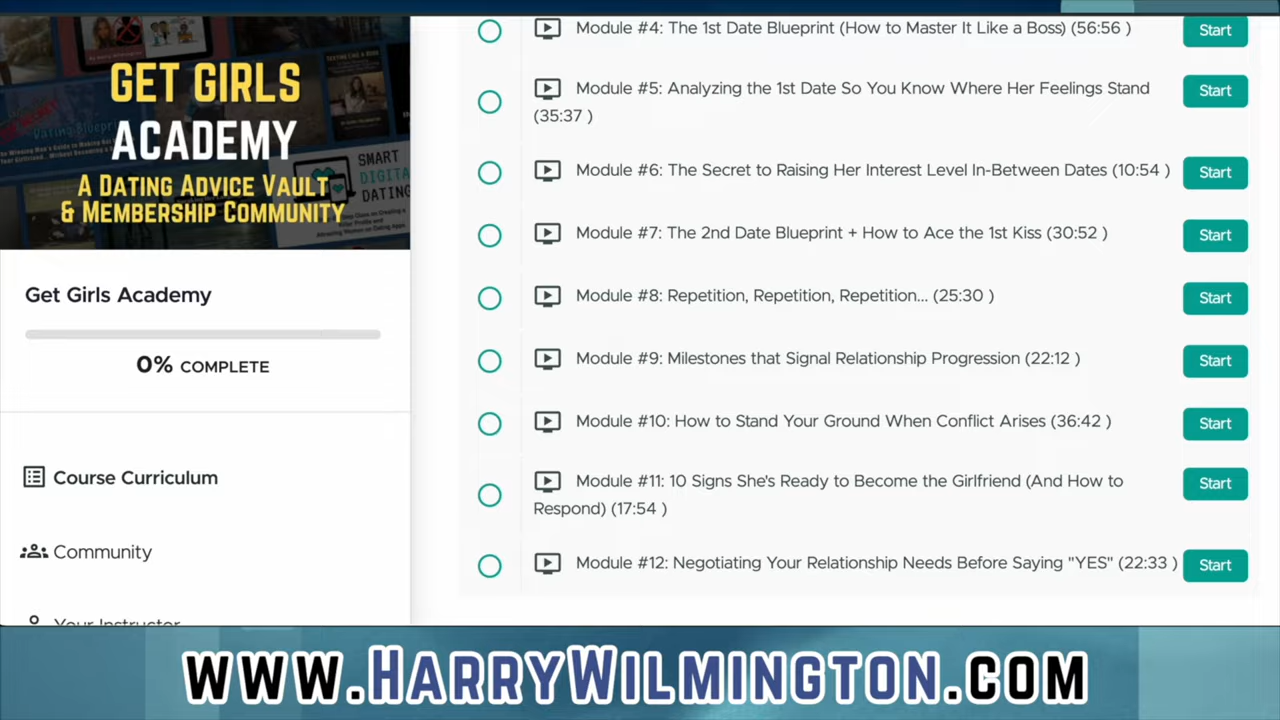 GET GIRLS
ACADEMY
A DATING ADVICE VAULT
& MEMBERSHIP COMMUNITY
SMART
DIGITAL
DATING
Get Girls Academy
0% COMPLETE
Course Curriculum
Community
Your Instructor
Module #4: The 1st Date Blueprint (How to Master It Like a Boss) (56:56 )
Start
Module #5: Analyzing the 1st Date So You Know Where Her Feelings Stand
(35:37 )
Start
Module #6: The Secret to Raising Her Interest Level In-Between Dates (10:54 )
Start
Module #7: The 2nd Date Blueprint + How to Ace the 1st Kiss (30:52 )
Start
Module #8: Repetition, Repetition, Repetition... (25:30 )
Start
Module #9: Milestones that Signal Relationship Progression (22:12 )
Start
Module #10: How to Stand Your Ground When Conflict Arises (36:42 )
Start
Module #11: 10 Signs She's Ready to Become the Girlfriend (And How to
Respond) (17:54 )
Start
Module #12: Negotiating Your Relationship Needs Before Saying "YES" (22:33 )
Start
WWW.HARRYWILMINGTON.COM